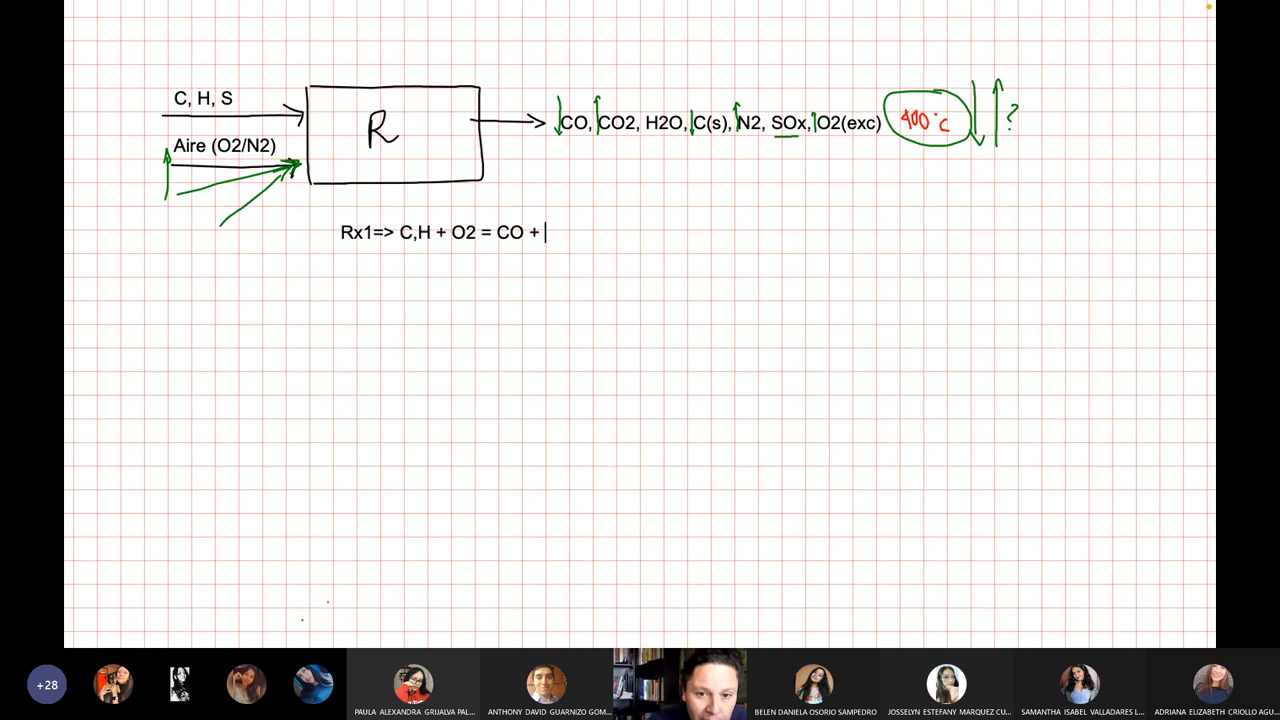 C, H, S
Aire (O2/N2)
R
CO, CO2, H2O, C(s), N2, SOx, O2(exc)
400°C
?
Rx1=> C,H + O2 = CO +
+28
PAULA ALEXANDRA GRIJALVA PAL...
ANTHONY DAVID GUARNIZO GOM...
BELEN DANIELA OSORIO SAMPEDRO
JOSSELYN ESTEFANY MARQUEZ CU...
SAMANTHA ISABEL VALLADARES L...
ADRIANA ELIZABETH CRIOLLO AGU...